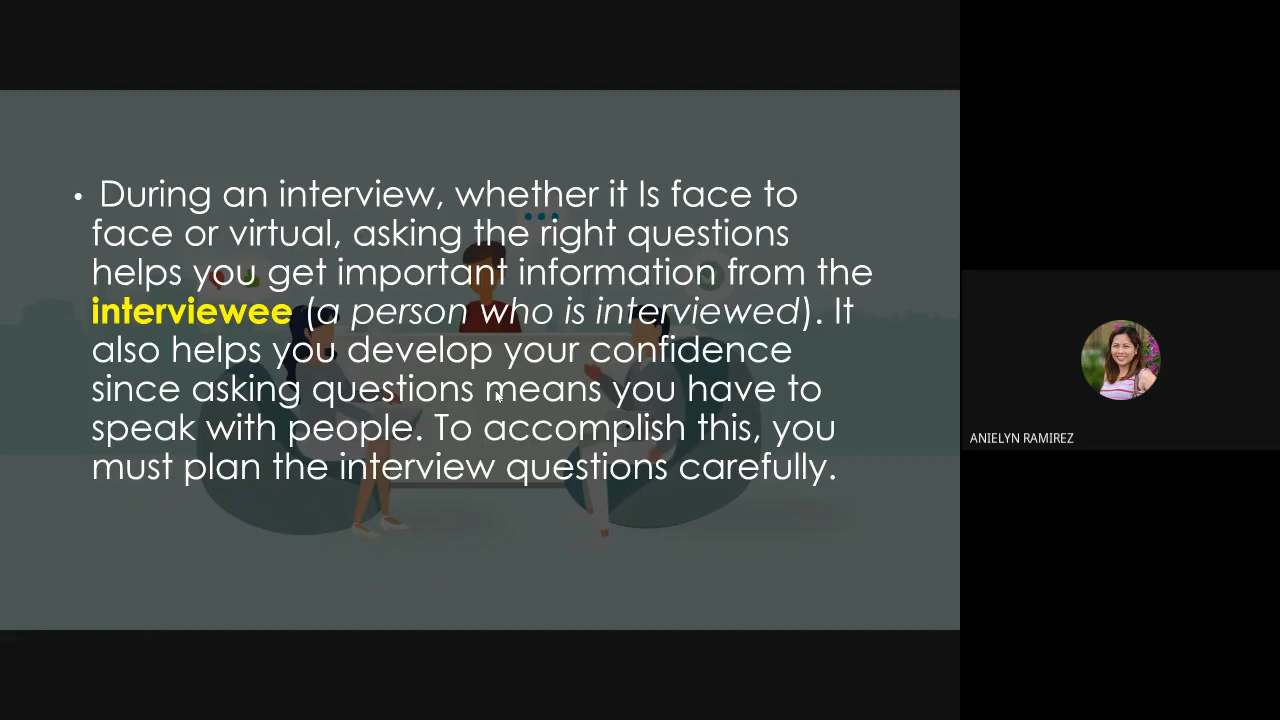 • During an interview, whether it Is face to
face or virtual, asking the right questions
helps you get important information from the
interviewee (a person who is interviewed). It
also helps you develop your confidence
since asking questions means you have to
speak with people. To accomplish this, you
must plan the interview questions carefully.
ANIELYN RAMIREZ